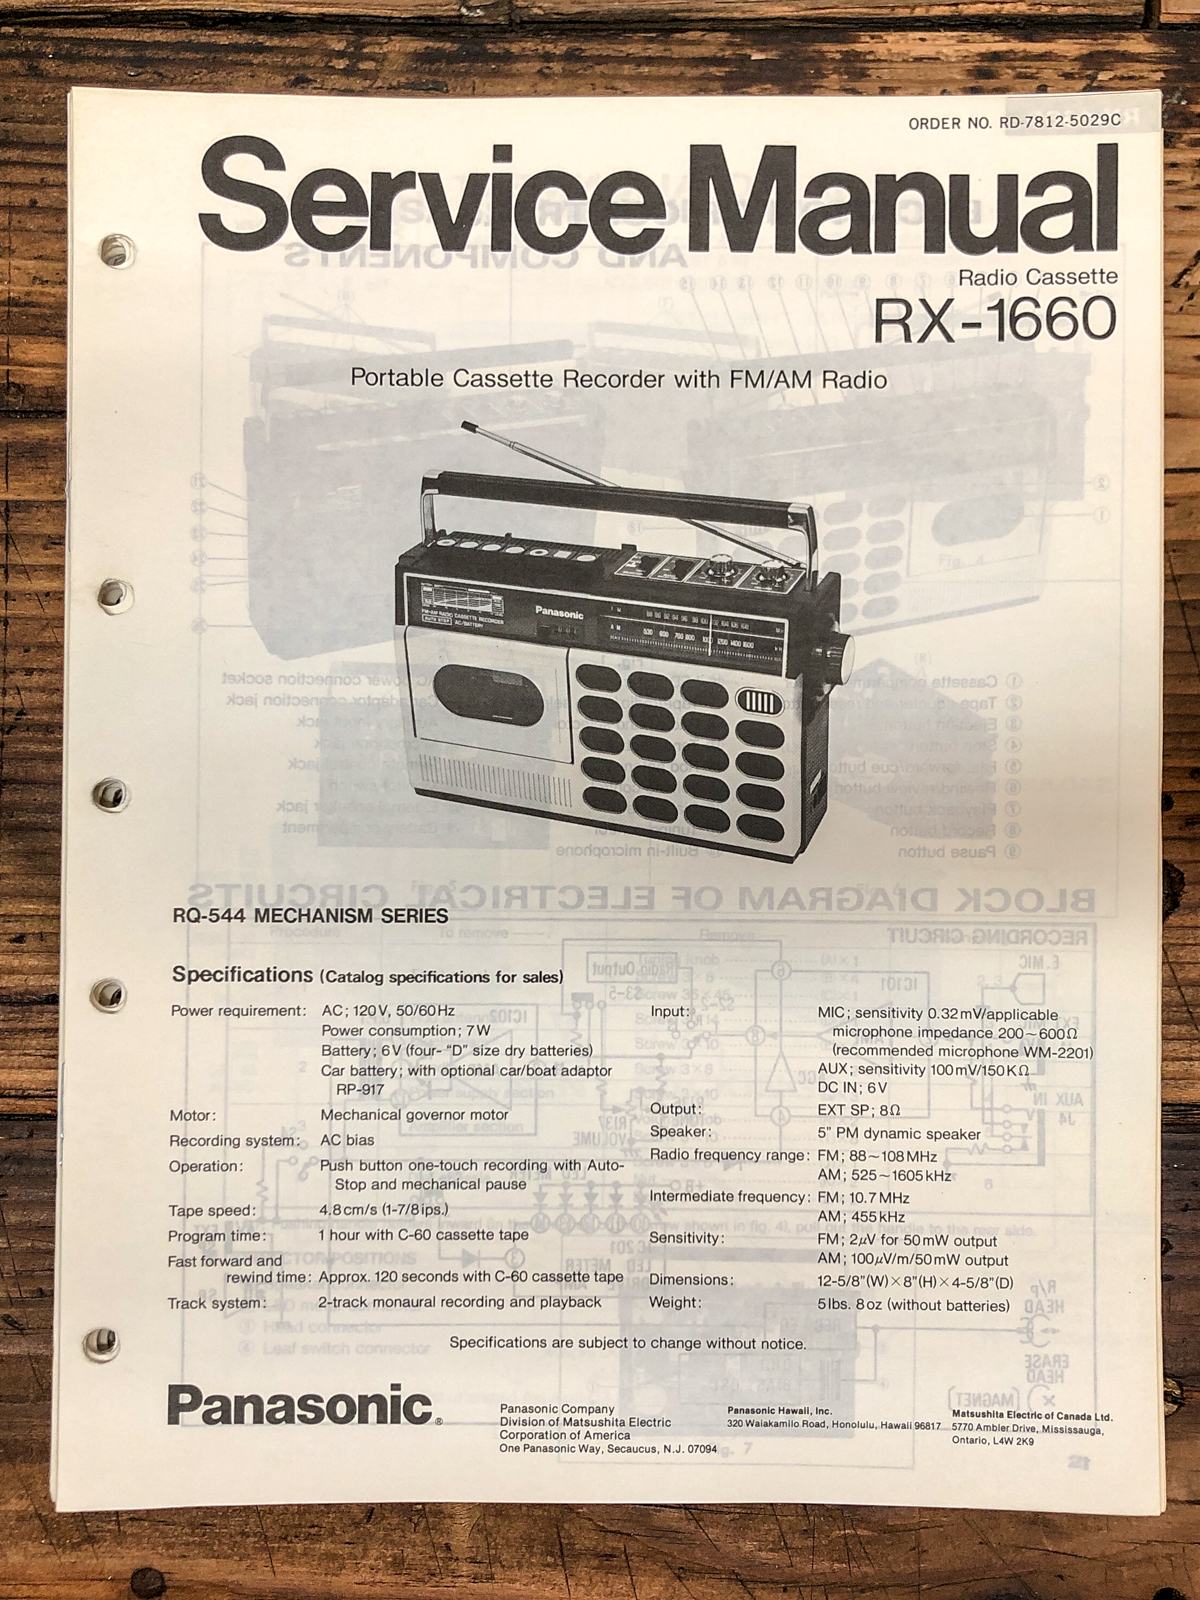 ORDER NO. RD-7812-5029C
Service Manual
Radio Cassette
RX-1660
Portable Cassette Recorder with FM/AM Radio
Panasonic
FM-AM RADIO CASSETTE RECORDER
AUTO STOP AC/BATTERY
RQ-544 MECHANISM SERIES
Specifications (Catalog specifications for sales)
Power requirement: AC; 120V, 50/60Hz
Power consumption; 7W
Battery; 6V (four- “D” size dry batteries)
Car battery; with optional car/boat adaptor
RP-917
Motor: Mechanical governor motor
Recording system: AC bias
Operation: Push button one-touch recording with Auto-
Stop and mechanical pause
Tape speed: 4.8cm/s (1-7/8ips.)
Program time: 1 hour with C-60 cassette tape
Fast forward and
rewind time: Approx. 120 seconds with C-60 cassette tape
Track system: 2-track monaural recording and playback
Input: MIC; sensitivity 0.32mV/applicable
microphone impedance 200~600Ω
(recommended microphone WM-2201)
AUX; sensitivity 100mV/150KΩ
DC IN; 6V
Output: EXT SP; 8Ω
Speaker: 5” PM dynamic speaker
Radio frequency range: FM; 88~108MHz
AM; 525~1605kHz
Intermediate frequency: FM; 10.7MHz
AM; 455kHz
Sensitivity: FM; 2μV for 50mW output
AM; 100μV/m/50mW output
Dimensions: 12-5/8”(W)×8”(H)×4-5/8”(D)
Weight: 5lbs. 8oz (without batteries)
Specifications are subject to change without notice.
Panasonic®
Panasonic Company
Division of Matsushita Electric
Corporation of America
One Panasonic Way, Secaucus, N.J. 07094
Panasonic Hawaii, Inc.
320 Waiakamilo Road, Honolulu, Hawaii 96817
Matsushita Electric of Canada Ltd.
5770 Ambler Drive, Mississauga,
Ontario, L4W 2K9